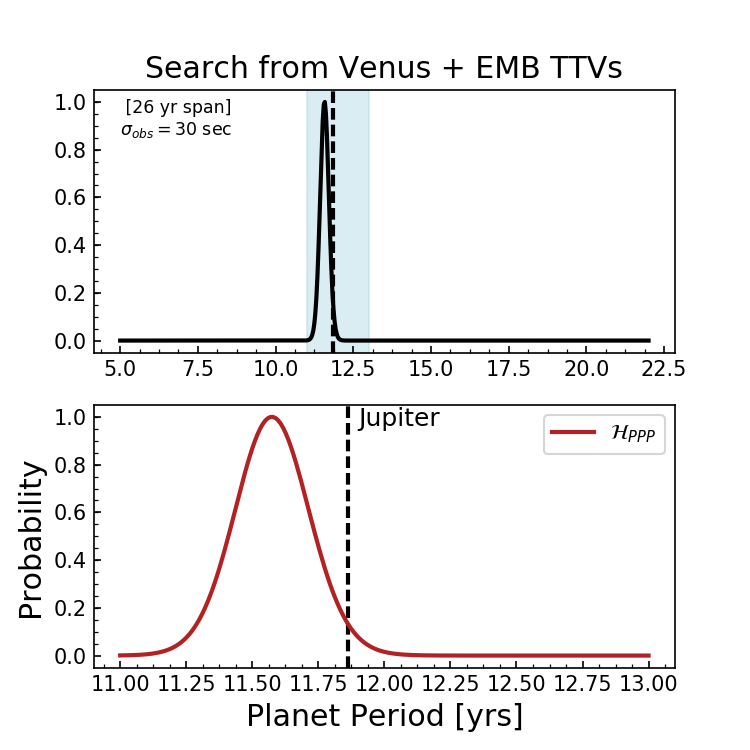 Search from Venus + EMB TTVs
[26 yr span]
σ_obs = 30 sec
1.0
0.8
0.6
0.4
0.2
0.0
5.0 7.5 10.0 12.5 15.0 17.5 20.0 22.5
Jupiter
ℋ_PPP
1.0
0.8
0.6
0.4
0.2
0.0
Probability
11.00 11.25 11.50 11.75 12.00 12.25 12.50 12.75 13.00
Planet Period [yrs]